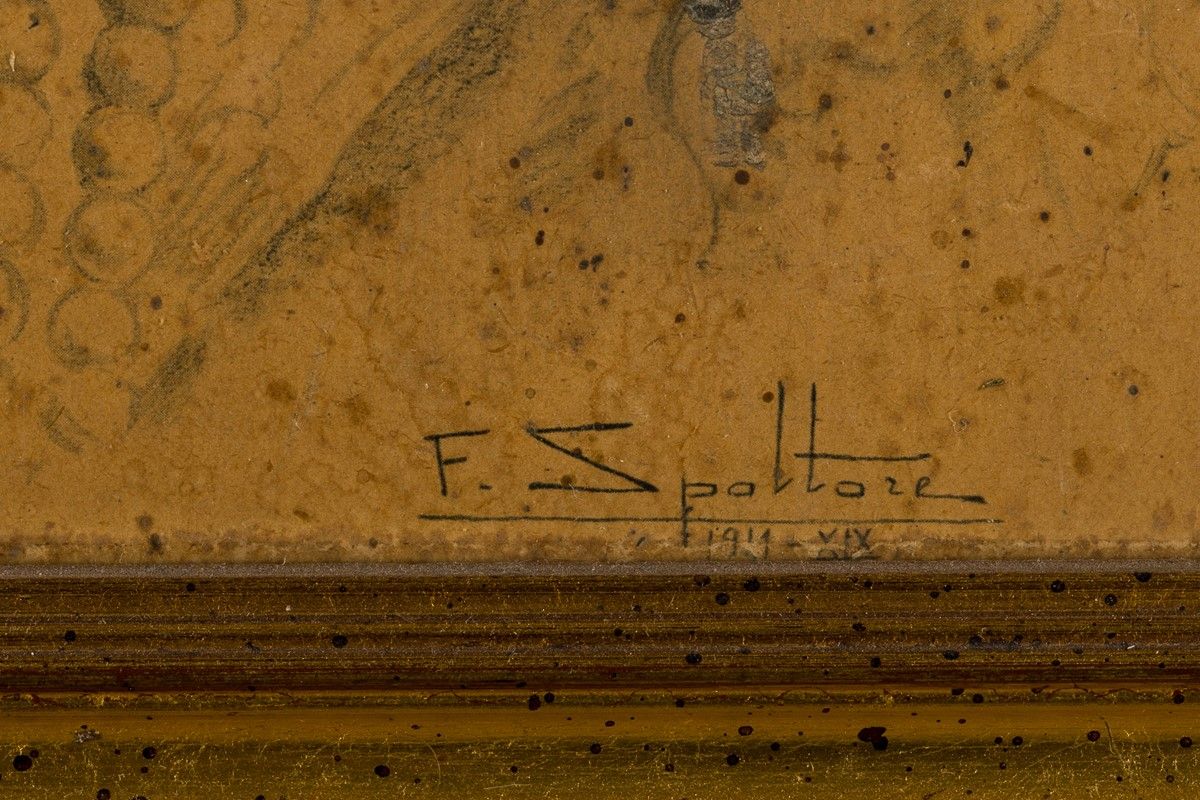 F. Spoltore
1941 - XIX